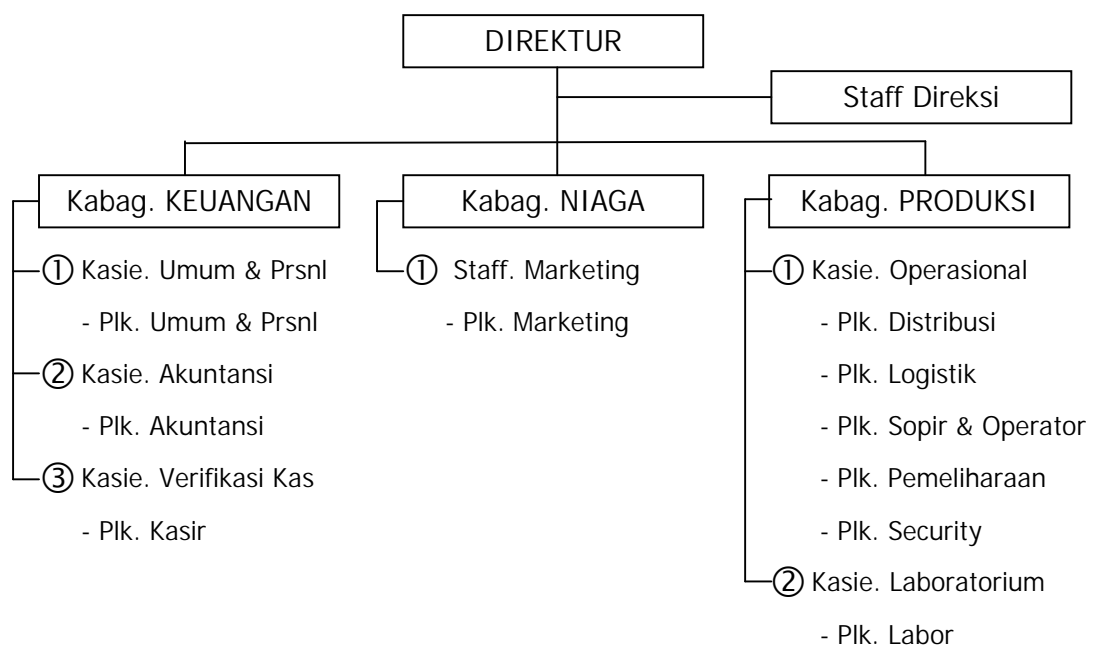 DIREKTUR
Staff Direksi
Kabag. KEUANGAN
① Kasie. Umum & Prsnl
- Plk. Umum & Prsnl
② Kasie. Akuntansi
- Plk. Akuntansi
③ Kasie. Verifikasi Kas
- Plk. Kasir
Kabag. NIAGA
① Staff. Marketing
- Plk. Marketing
Kabag. PRODUKSI
① Kasie. Operasional
- Plk. Distribusi
- Plk. Logistik
- Plk. Sopir & Operator
- Plk. Pemeliharaan
- Plk. Security
② Kasie. Laboratorium
- Plk. Labor